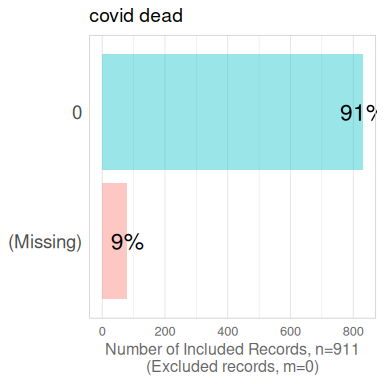 covid dead
0
91%
(Missing)
9%
0 200 400 600 800
Number of Included Records, n=911
(Excluded records, m=0)